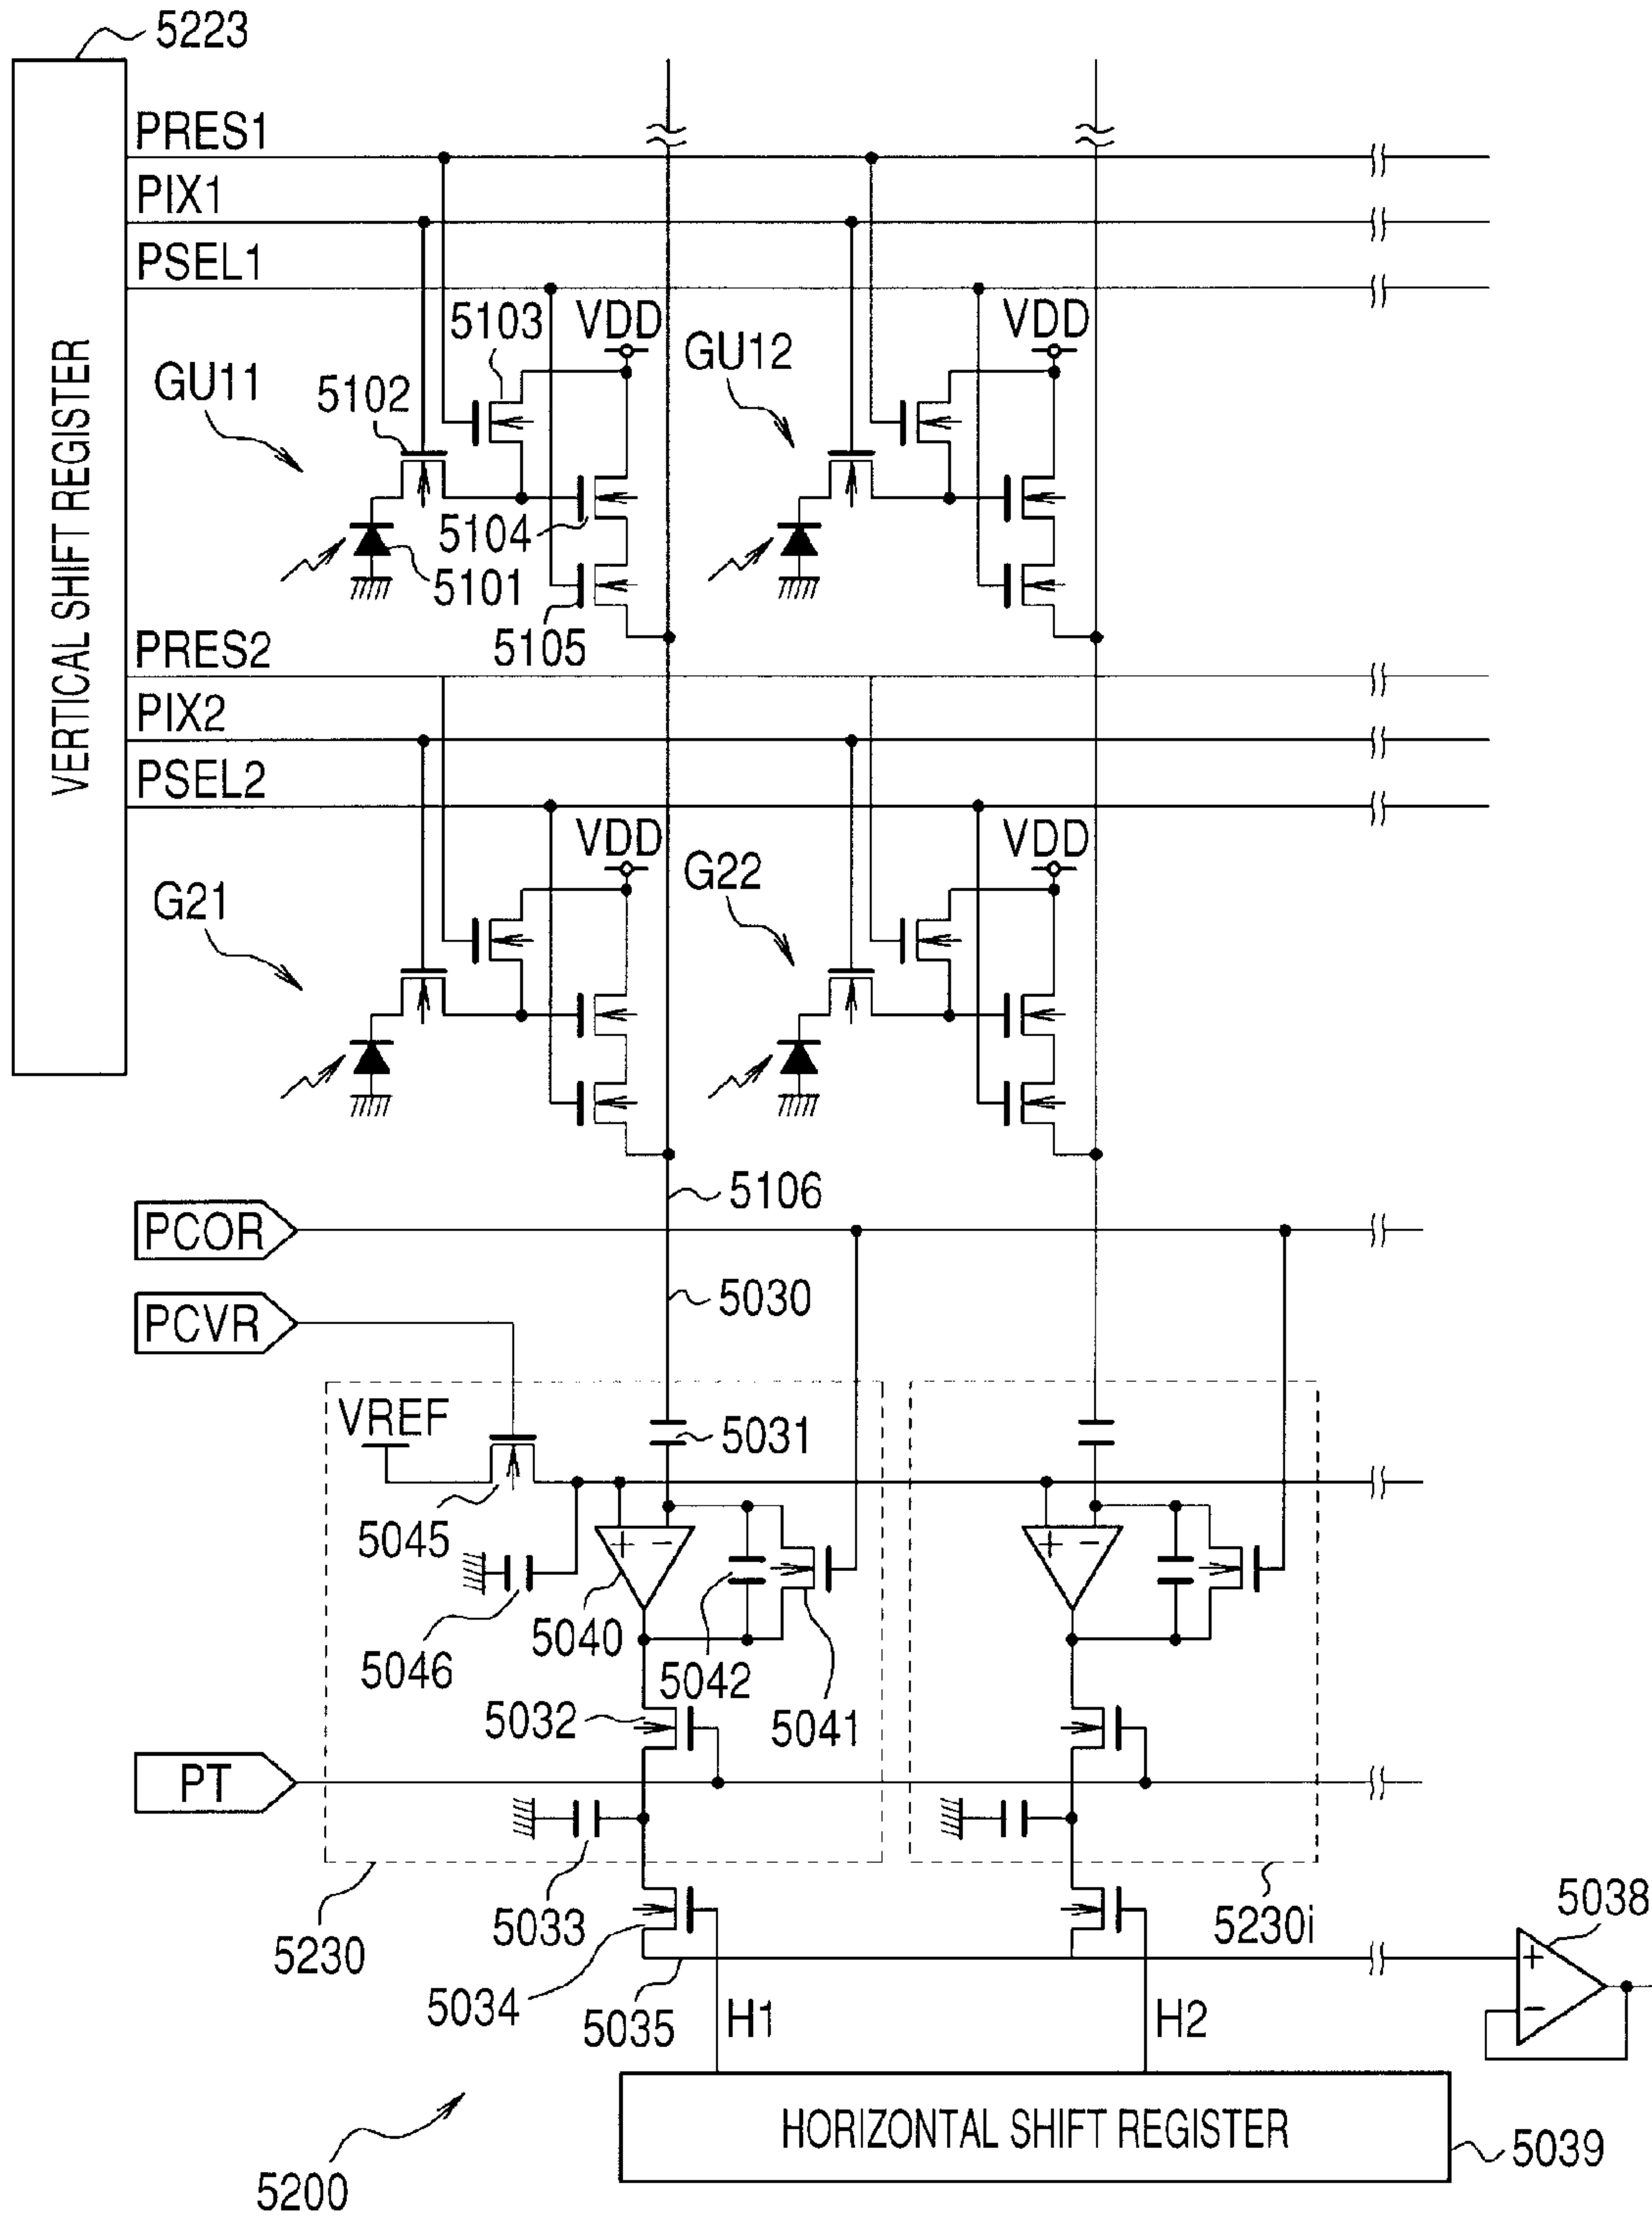 5223
PRES1
PIX1
PSEL1
5103
VDD
VDD
GU11
GU12
5102
VERTICAL SHIFT REGISTER
5104
5101
5105
PRES2
PIX2
PSEL2
VDD
VDD
G21
G22
5106
PCOR
5030
PCVR
VREF
5031
5045
+ −
+ −
5046
5040
5042
5041
5032
PT
5033
5230
5230i
5038
+
−
5034
5035
H1
H2
HORIZONTAL SHIFT REGISTER
5039
5200